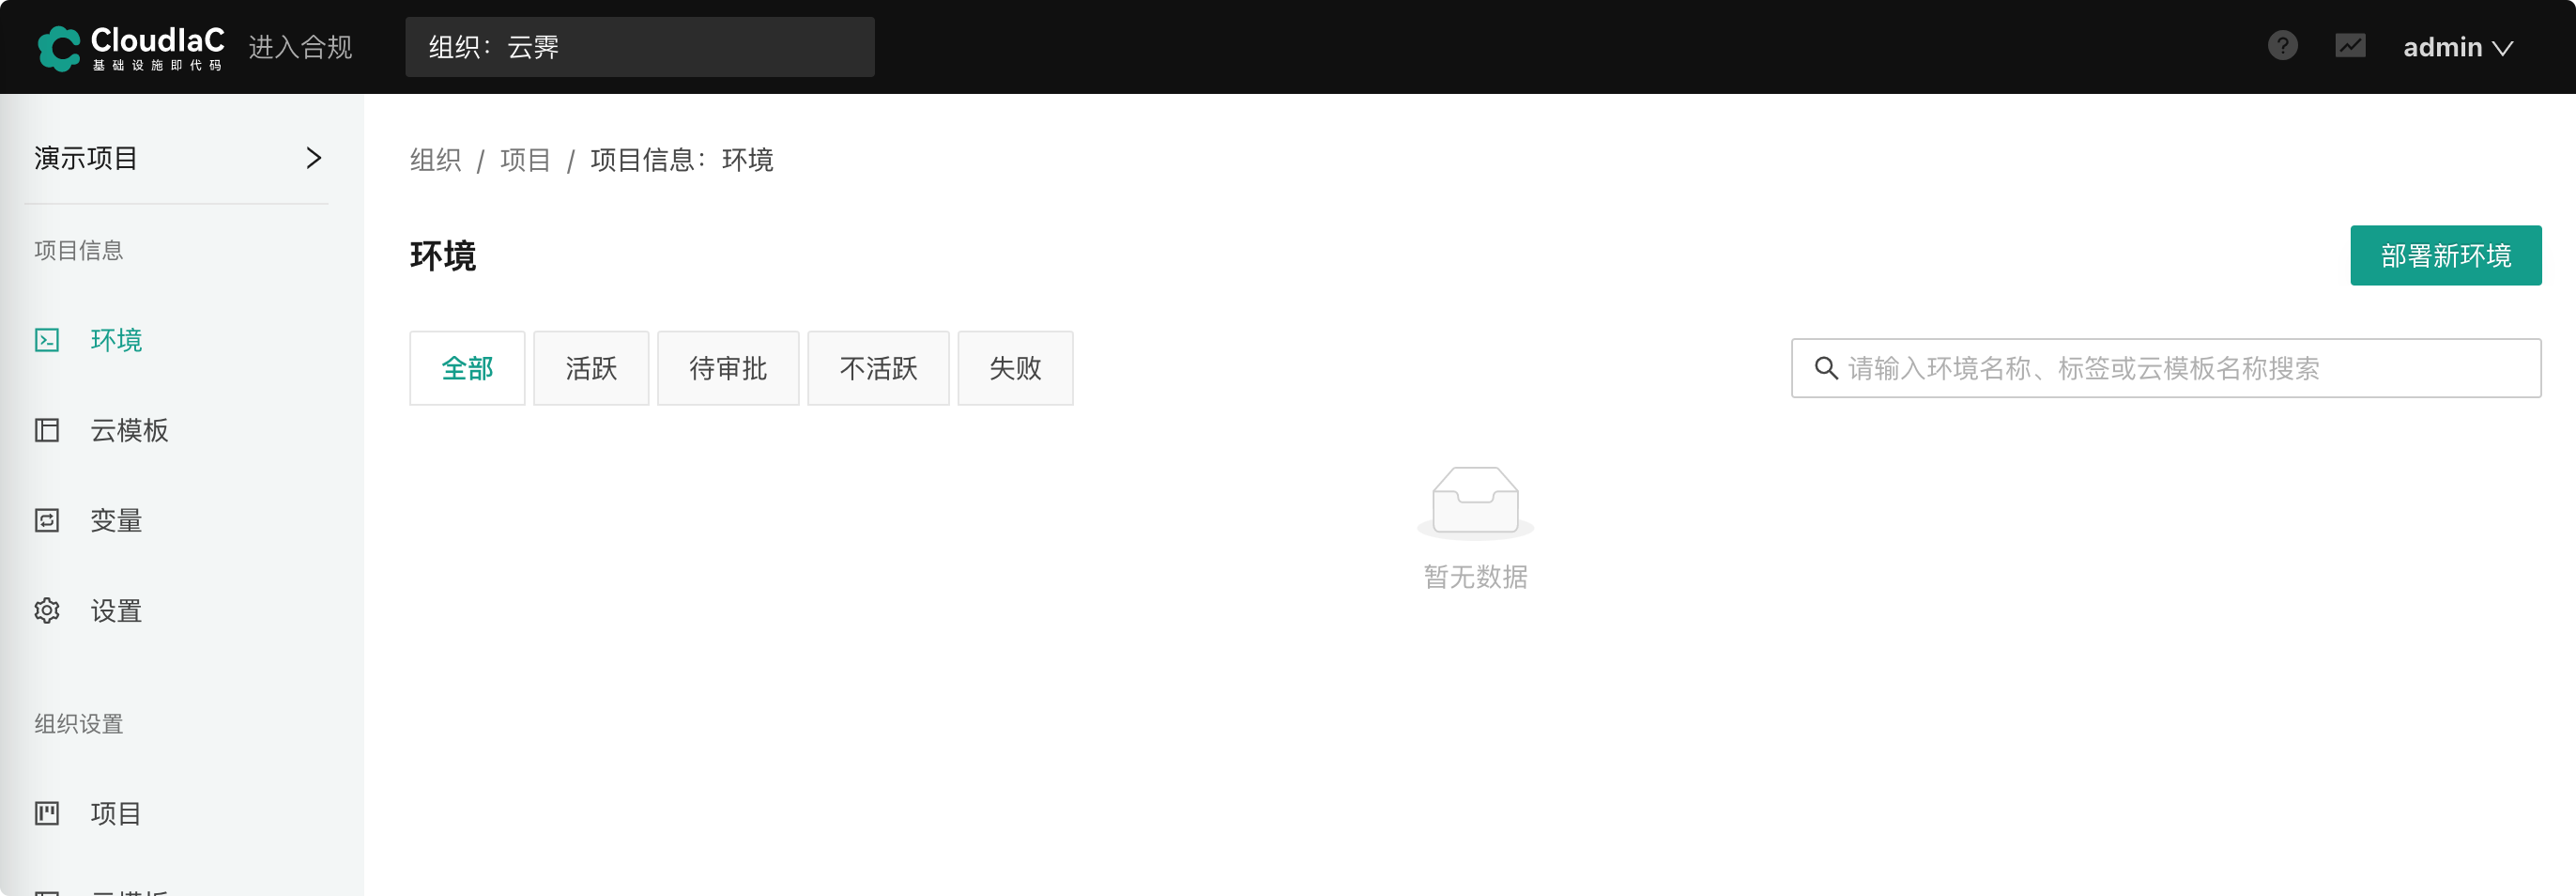 CloudIaC
基础设施即代码
进入合规
组织：云霁
admin
演示项目
项目信息
环境
云模板
变量
设置
组织设置
项目
云模板
组织 / 项目 / 项目信息：环境
环境
部署新环境
全部
活跃
待审批
不活跃
失败
请输入环境名称、标签或云模板名称搜索
暂无数据